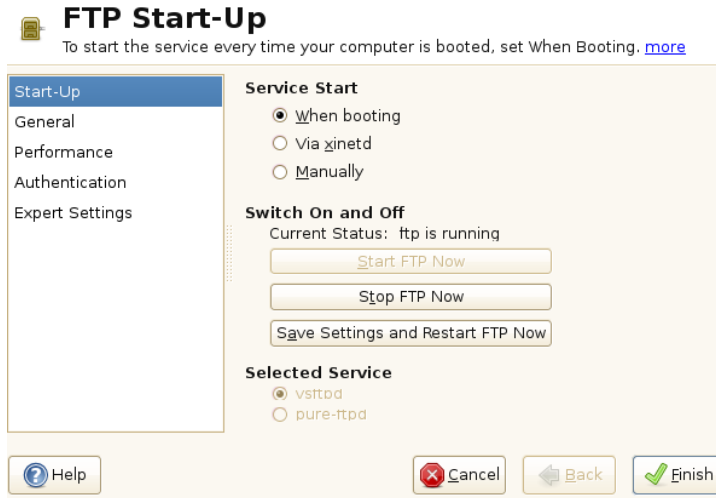 FTP Start-Up
To start the service every time your computer is booted, set When Booting. more
Start-Up
General
Performance
Authentication
Expert Settings
Service Start
When booting
Via xinetd
Manually
Switch On and Off
Current Status: ftp is running
Start FTP Now
Stop FTP Now
Save Settings and Restart FTP Now
Selected Service
vsftpd
pure-ftpd
Help
Cancel
Back
Finish